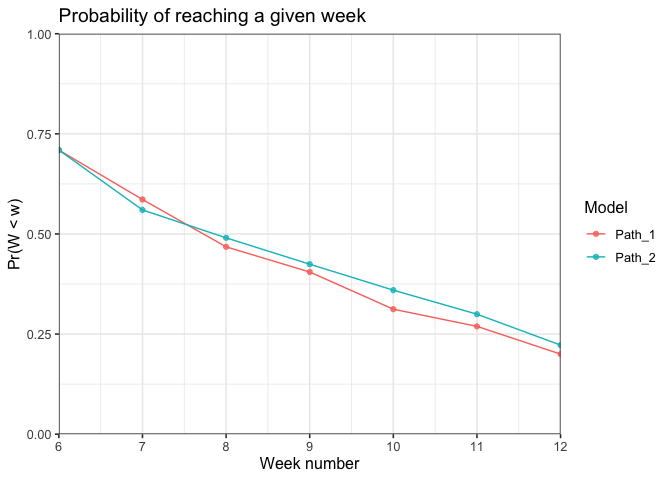 Probability of reaching a given week
1.00
0.75
0.50
0.25
0.00
Pr(W < w)
6 7 8 9 10 11 12
Week number
Model
Path_1
Path_2